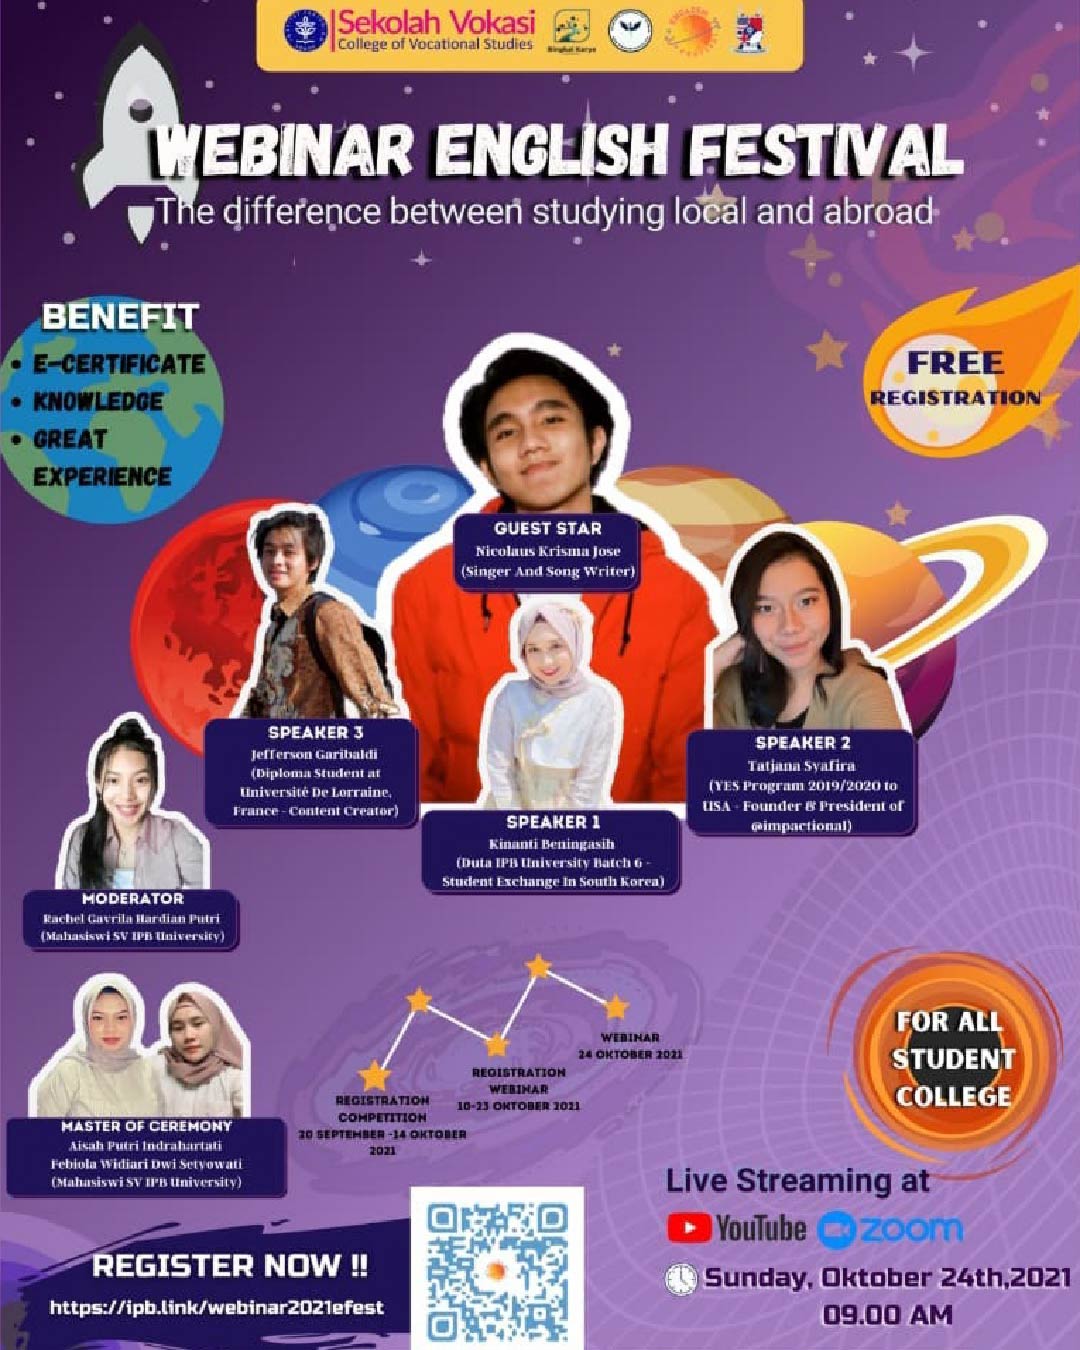 Sekolah Vokasi
College of Vocational Studies
Bingkai Karya
WEBINAR ENGLISH FESTIVAL
The difference between studying local and abroad
BENEFIT
• E-CERTIFICATE
• KNOWLEDGE
• GREAT
EXPERIENCE
FREE
REGISTRATION
GUEST STAR
Nicolaus Krisma Jose
(Singer And Song Writer)
SPEAKER 3
Jefferson Garibaldi
(Diploma Student at
Université De Lorraine,
France - Content Creator)
SPEAKER 2
Tatjana Syafira
(YES Program 2019/2020 to
USA - Founder & President of
@impactional)
SPEAKER 1
Kinanti Beningasih
(Duta IPB University Batch 6 -
Student Exchange In South Korea)
MODERATOR
Rachel Gavrila Hardian Putri
(Mahasiswi SV IPB University)
MASTER OF CEREMONY
Aisah Putri Indrahartati
Febiola Widiari Dwi Setyowati
(Mahasiswi SV IPB University)
REGISTRATION
COMPETITION
20 SEPTEMBER -14 OKTOBER
2021
REGISTRATION
WEBINAR
10-23 OKTOBER 2021
WEBINAR
24 OKTOBER 2021
FOR ALL
STUDENT
COLLEGE
Live Streaming at
YouTube zoom
Sunday, Oktober 24th,2021
09.00 AM
REGISTER NOW !!
https://ipb.link/webinar2021efest